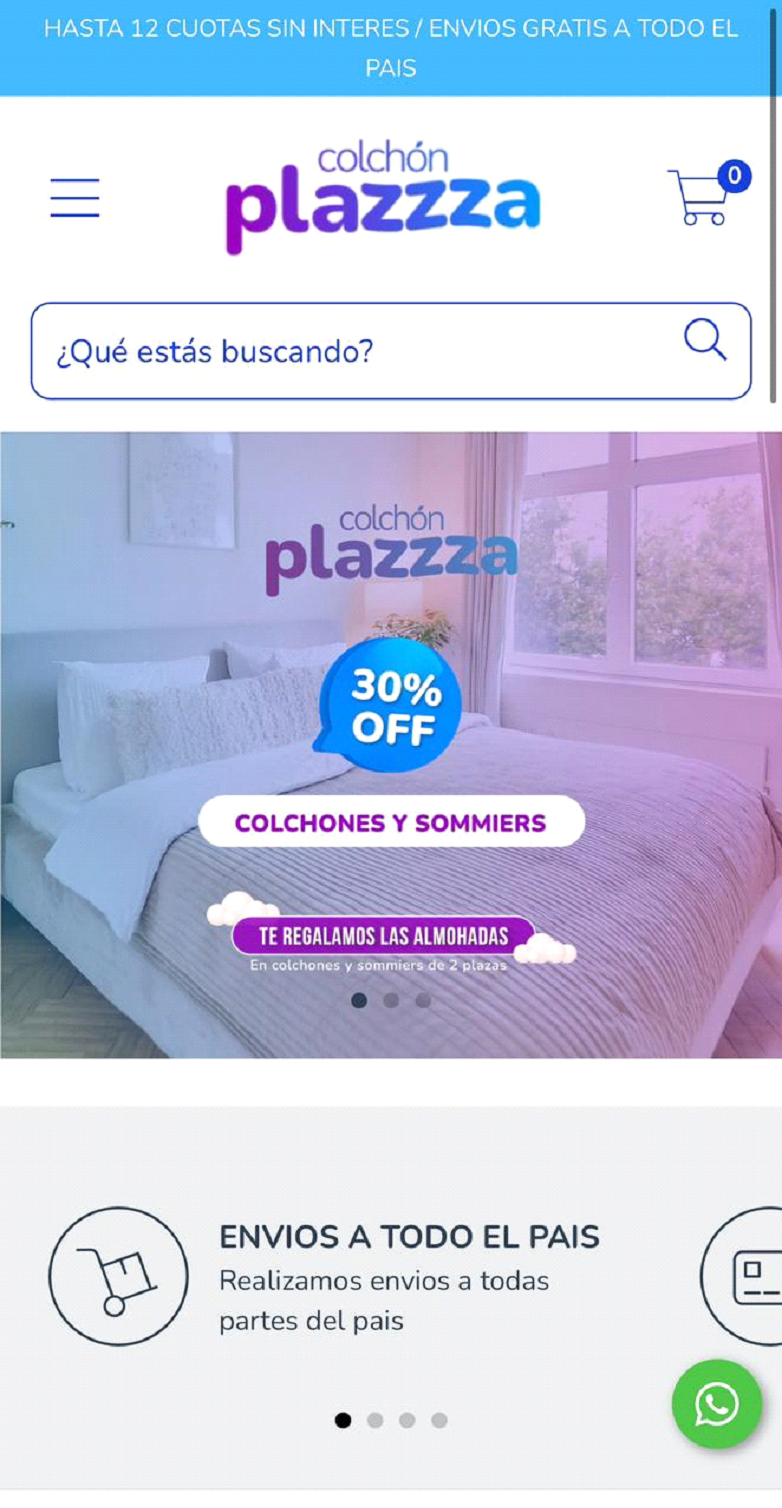 HASTA 12 CUOTAS SIN INTERES / ENVIOS GRATIS A TODO EL
PAIS
colchón
plazzza
0
¿Qué estás buscando?
colchón
plazzza
30%
OFF
COLCHONES Y SOMMIERS
TE REGALAMOS LAS ALMOHADAS
En colchones y sommiers de 2 plazas
ENVIOS A TODO EL PAIS
Realizamos envios a todas
partes del pais